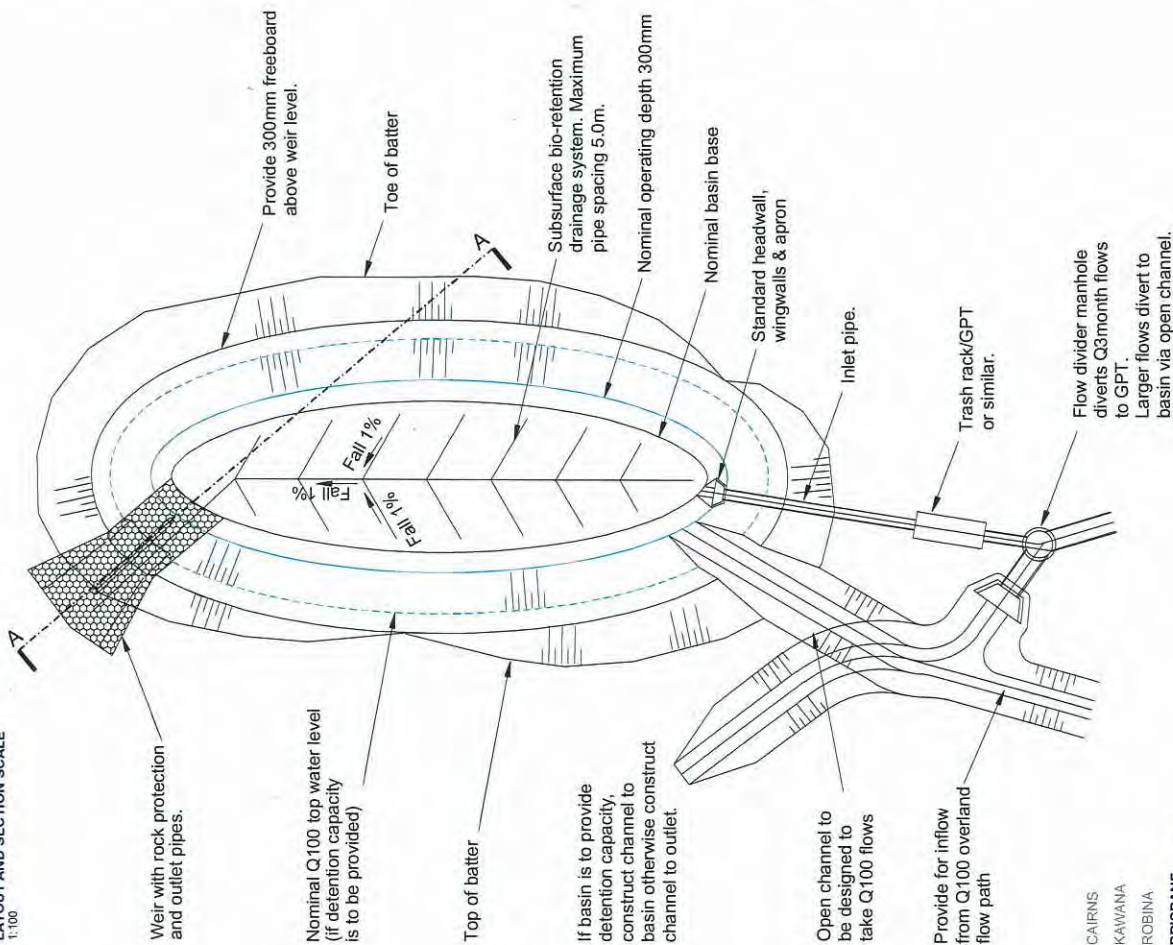 LAYOUT AND SECTION SCALE
1:100
Weir with rock protection
and outlet pipes.
Nominal Q100 top water level
(if detention capacity
is to be provided)
Top of batter
If basin is to provide
detention capacity,
construct channel to
basin otherwise construct
channel to outlet.
Open channel to
be designed to
take Q100 flows
Provide for inflow
from Q100 overland
flow path
A
A
Fall 1%
Fall 1%
Fall 1%
Provide 300mm freeboard
above weir level.
Toe of batter
Subsurface bio-retention
drainage system. Maximum
pipe spacing 5.0m.
Nominal operating depth 300mm
Nominal basin base
Standard headwall,
wingwalls & apron
Inlet pipe.
Trash rack/GPT
or similar.
Flow divider manhole
diverts Q3month flows
to GPT.
Larger flows divert to
basin via open channel.
CAIRNS
KAWANA
ROBINA